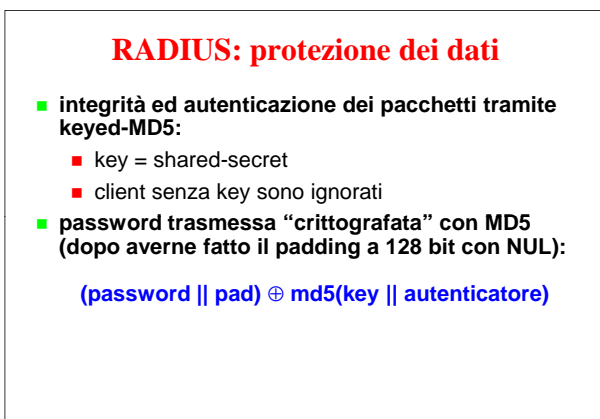 RADIUS: protezione dei dati
integrità ed autenticazione dei pacchetti tramite
keyed-MD5:
key = shared-secret
client senza key sono ignorati
password trasmessa “crittografata” con MD5
(dopo averne fatto il padding a 128 bit con NUL):
(password || pad) ⊕ md5(key || autenticatore)